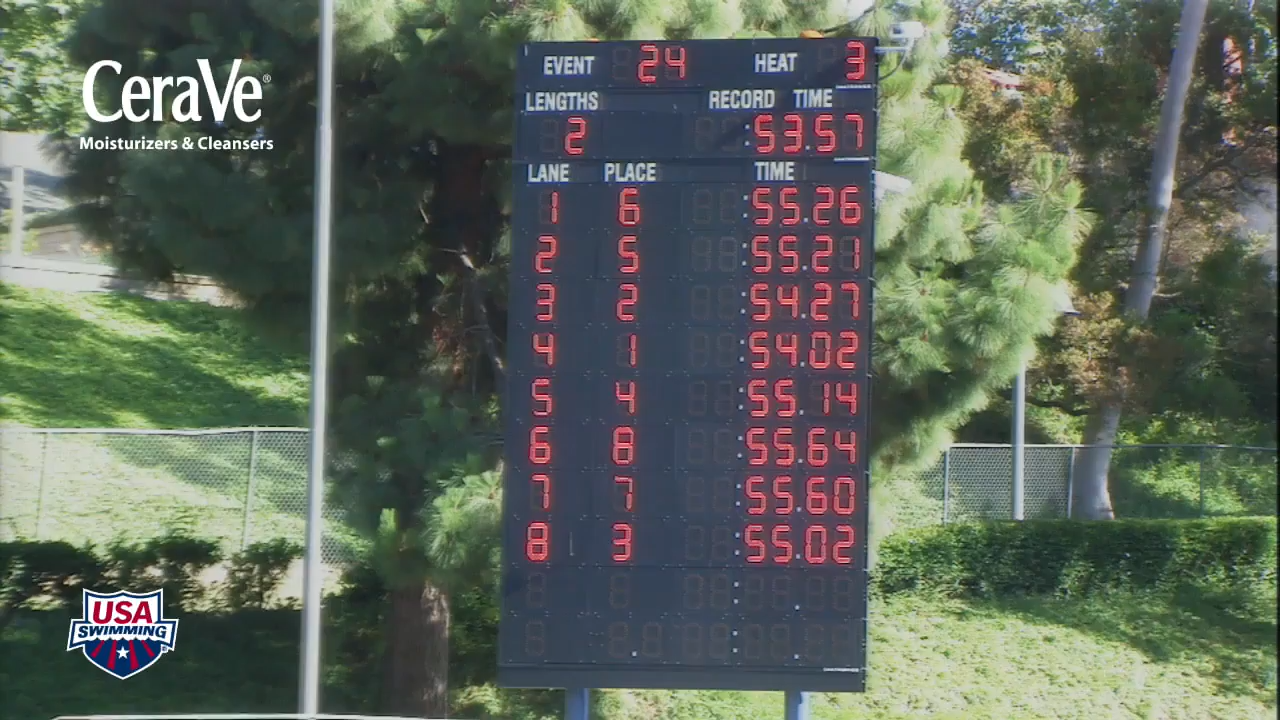 CeraVe®
Moisturizers & Cleansers
EVENT 24 HEAT 3
LENGTHS RECORD TIME
2 :53.57
LANE PLACE TIME
1 6 :55.26
2 5 :55.21
3 2 :54.27
4 1 :54.02
5 4 :55.14
6 8 :55.64
7 7 :55.60
8 3 :55.02
USA
SWIMMING